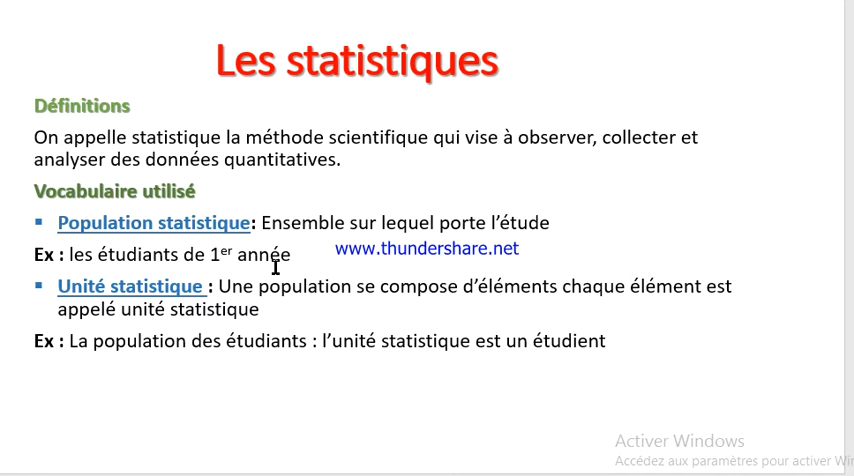 Les statistiques
Définitions
On appelle statistique la méthode scientifique qui vise à observer, collecter et
analyser des données quantitatives.
Vocabulaire utilisé
▪ Population statistique: Ensemble sur lequel porte l’étude
Ex : les étudiants de 1er année
www.thundershare.net
▪ Unité statistique : Une population se compose d’éléments chaque élément est
appelé unité statistique
Ex : La population des étudiants : l’unité statistique est un étudient
Activer Windows
Accédez aux paramètres pour activer